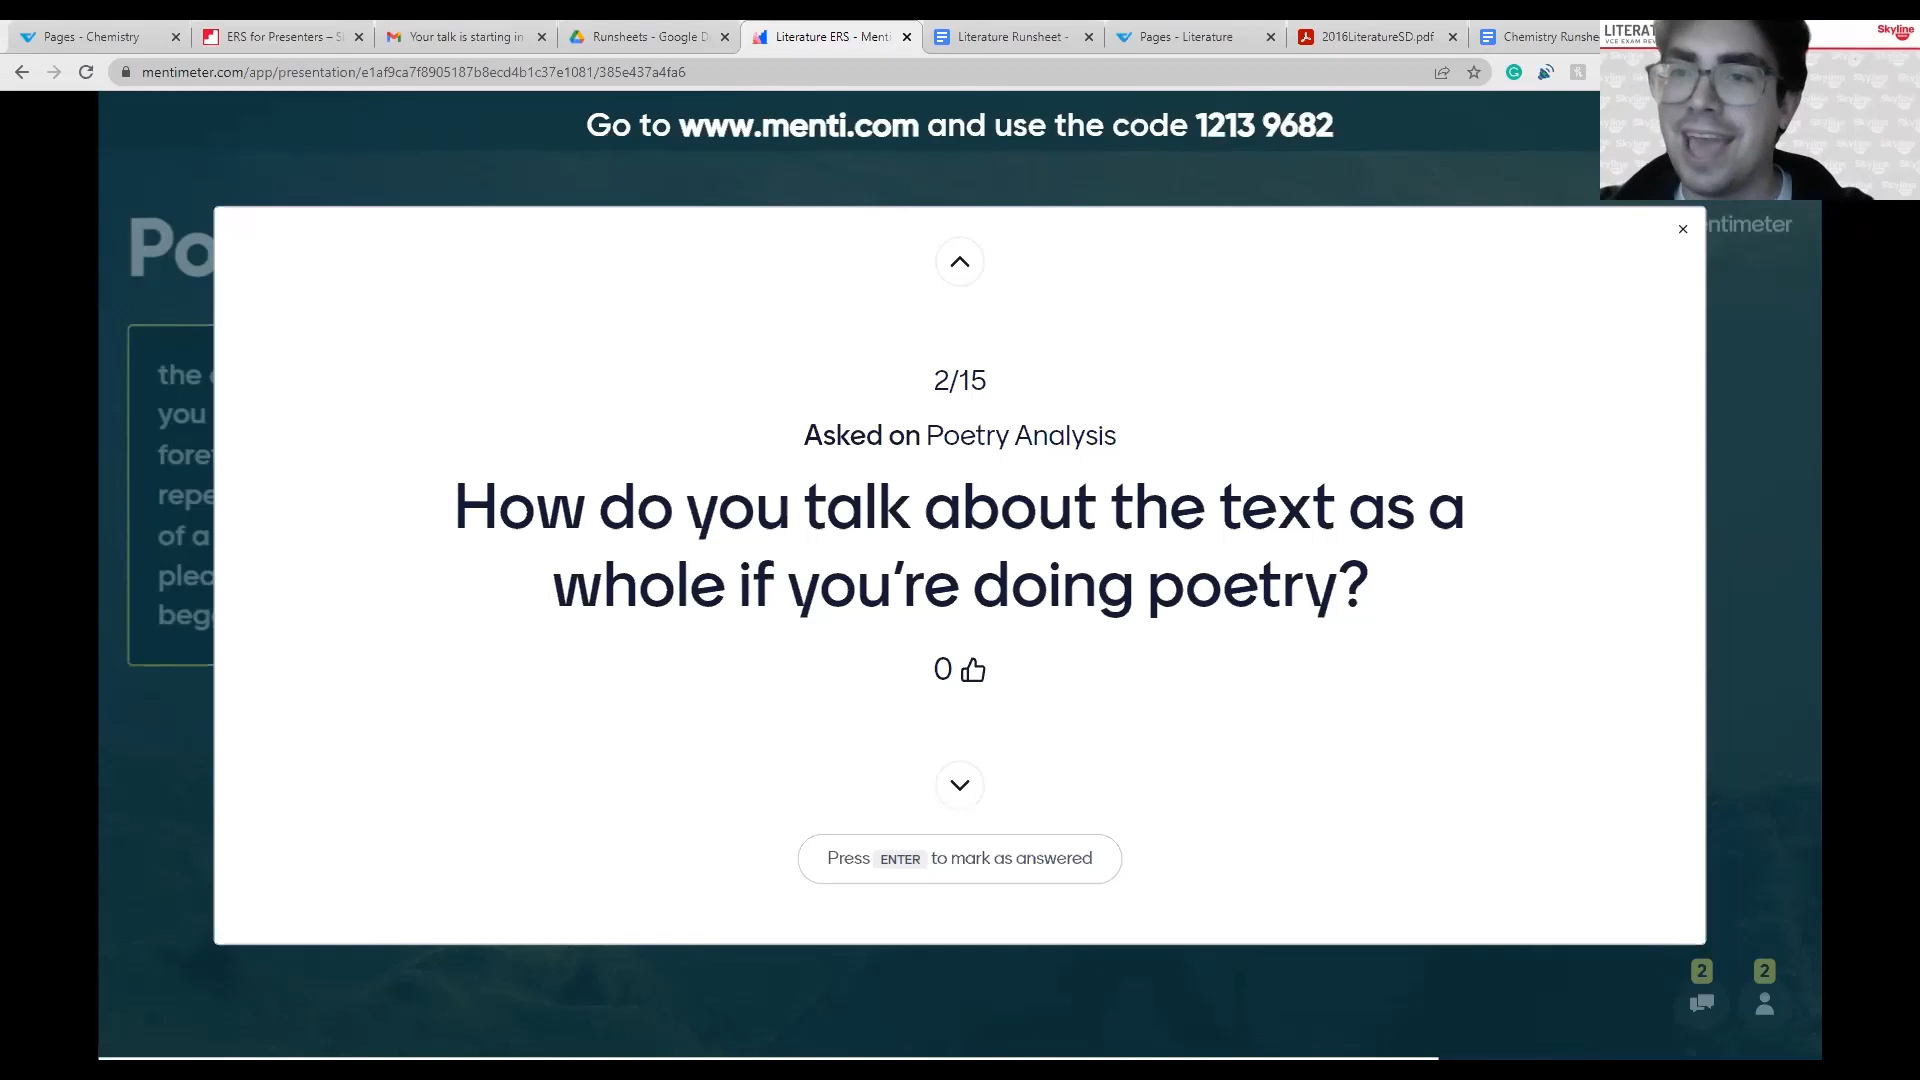 Pages - Chemistry
ERS for Presenters –
Your talk is starting in
Runsheets - Google D
Literature ERS - Menti
Literature Runsheet -
Pages - Literature
2016LiteratureSD.pdf
Chemistry Runshe
mentimeter.com/app/presentation/e1af9ca7f8905187b8ecd4b1c37e1081/385e437a4fa6
LITERAT
VCE EXAM RE
Skyline
Go to www.menti.com and use the code 1213 9682
Po
ntimeter
the
you
fore
repe
of a
plea
beg
2/15
Asked on Poetry Analysis
How do you talk about the text as a
whole if you're doing poetry?
0
Press ENTER to mark as answered
2
2